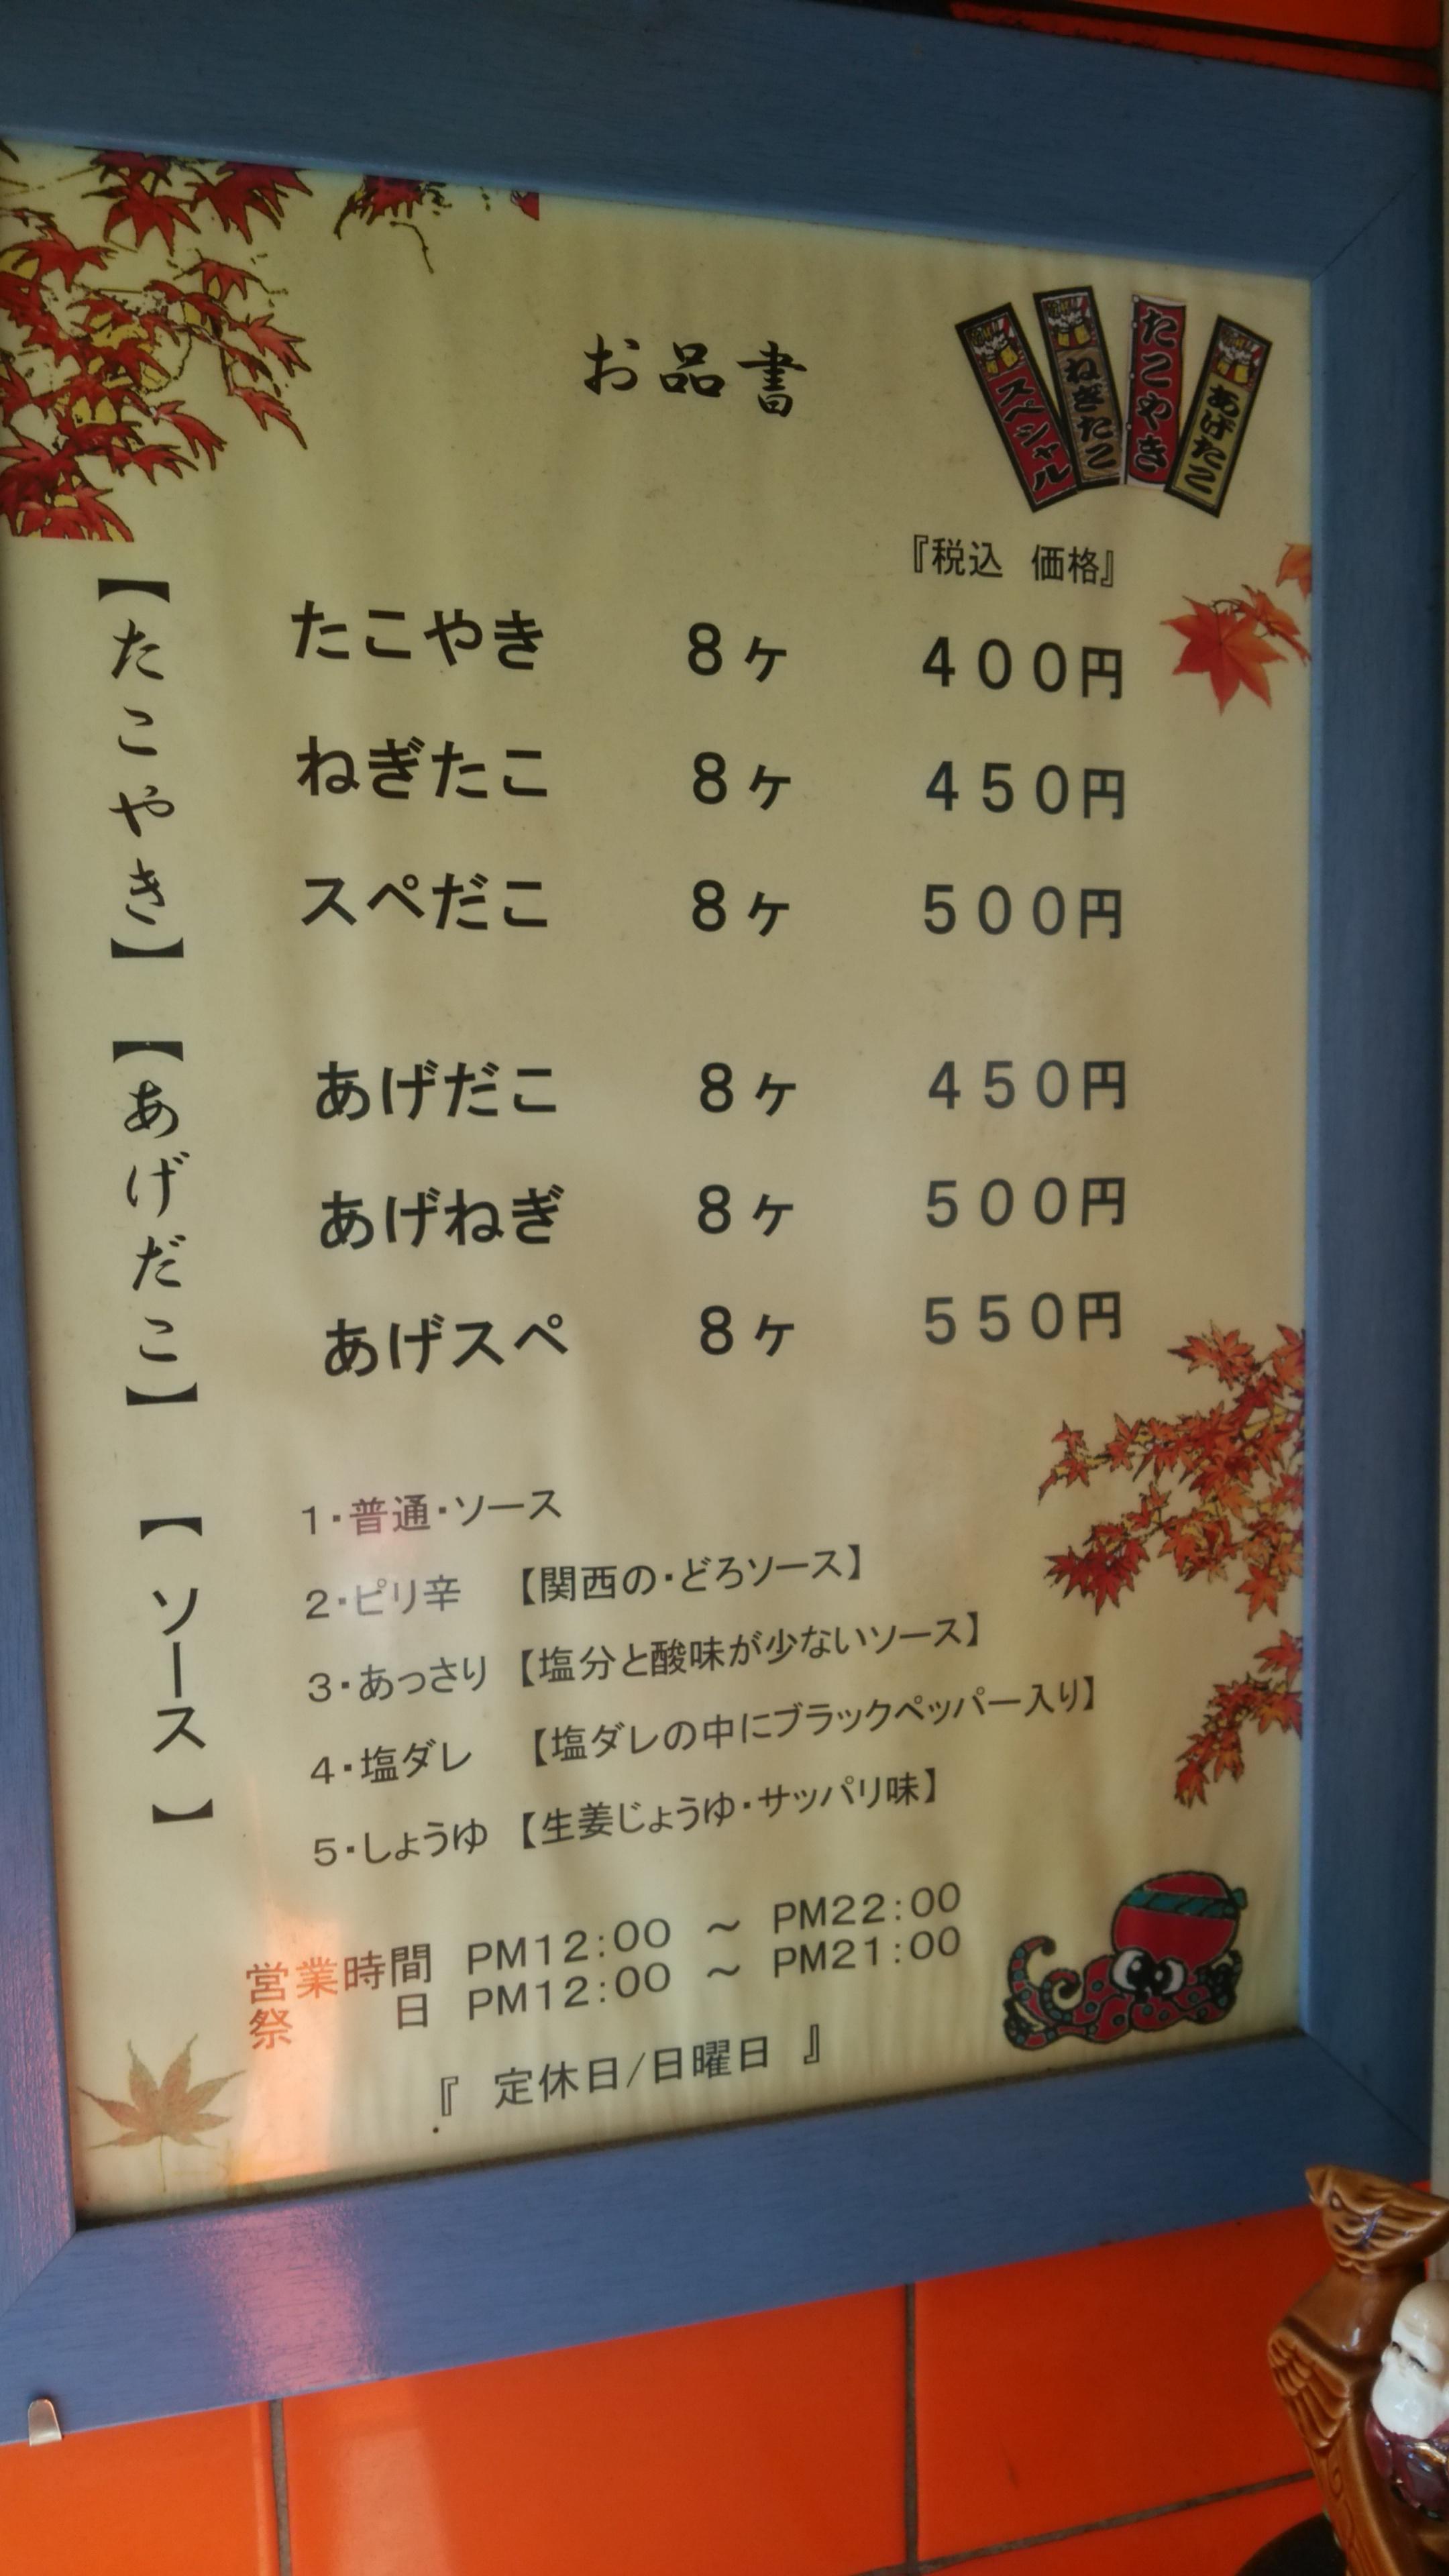 お品書
スペシャル
ねぎたこ
たこやき
あげたこ
『税込 価格』
【たこやき】
たこやき 8ヶ 400円
ねぎたこ 8ヶ 450円
スペだこ 8ヶ 500円
【あげだこ】
あげだこ 8ヶ 450円
あげねぎ 8ヶ 500円
あげスペ 8ヶ 550円
【ソース】
1・普通・ソース
2・ピリ辛 【関西の・どろソース】
3・あっさり 【塩分と酸味が少ないソース】
4・塩ダレ 【塩ダレの中にブラックペッパー入り】
5・しょうゆ 【生姜じょうゆ・サッパリ味】
営業時間 PM12:00 ~ PM22:00
祭 日 PM12:00 ~ PM21:00
『 定休日/日曜日 』